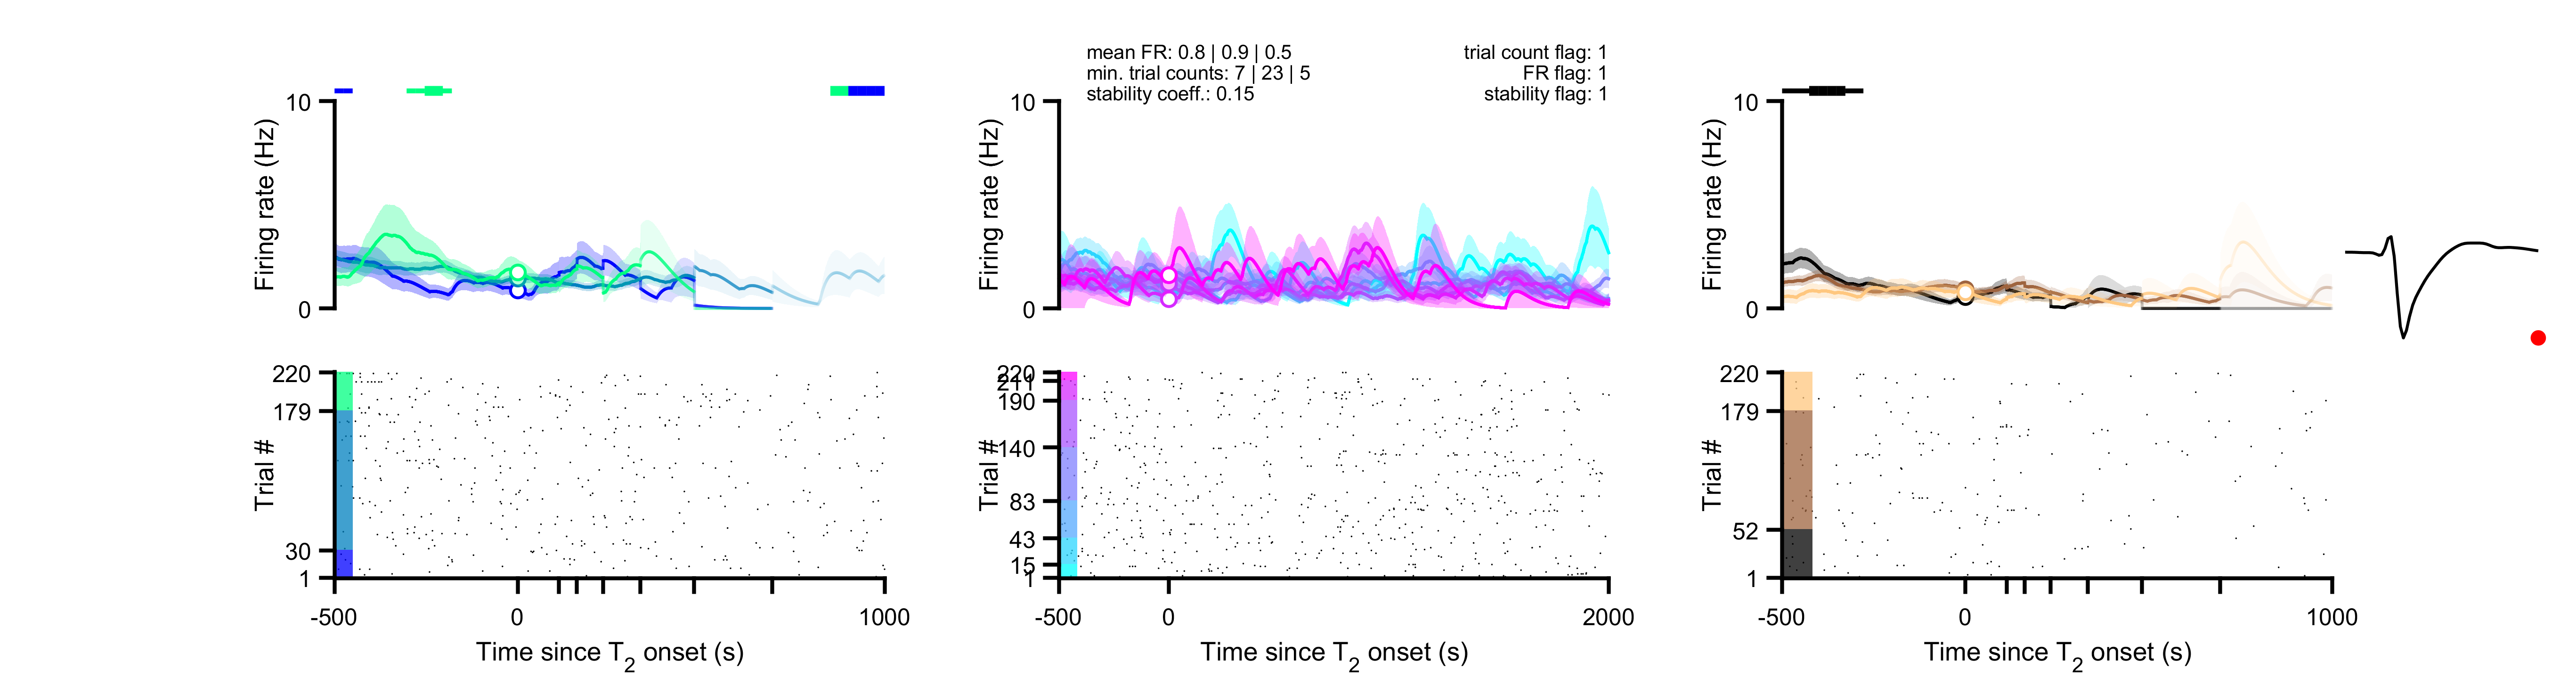 mean FR: 0.8 | 0.9 | 0.5
min. trial counts: 7 | 23 | 5
stability coeff.: 0.15
trial count flag: 1
FR flag: 1
stability flag: 1
10
Firing rate (Hz)
0
10
Firing rate (Hz)
0
10
Firing rate (Hz)
0
220
179
Trial #
30
1
-500
0
1000
Time since T2 onset (s)
220
211
190
Trial #
140
83
43
15
1
-500
0
2000
Time since T2 onset (s)
220
179
Trial #
52
1
-500
0
1000
Time since T2 onset (s)